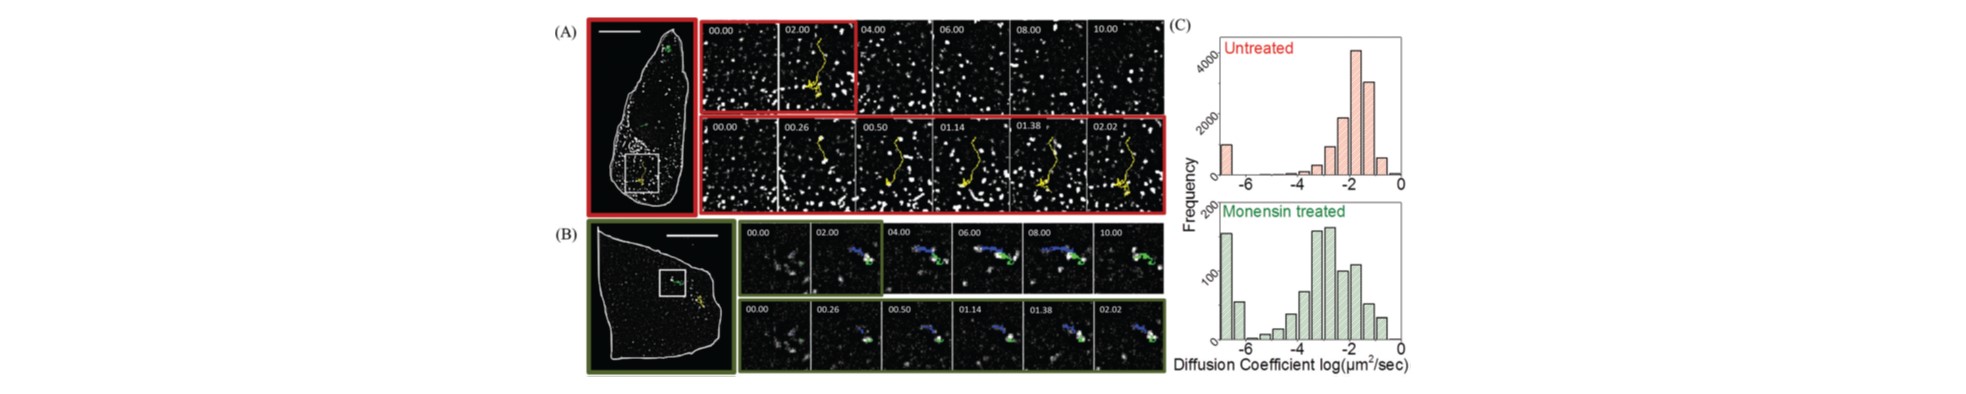 (A)
00.00 02.00 04.00 06.00 08.00 10.00
00.00 00.26 00.50 01.14 01.38 02.02
(B)
00.00 02.00 04.00 06.00 08.00 10.00
00.00 00.26 00.50 01.14 01.38 02.02
(C)
Untreated
4000
2000
0
-6 -4 -2 0
Frequency
Monensin treated
200
100
0
-6 -4 -2 0
Diffusion Coefficient log(µm²/sec)